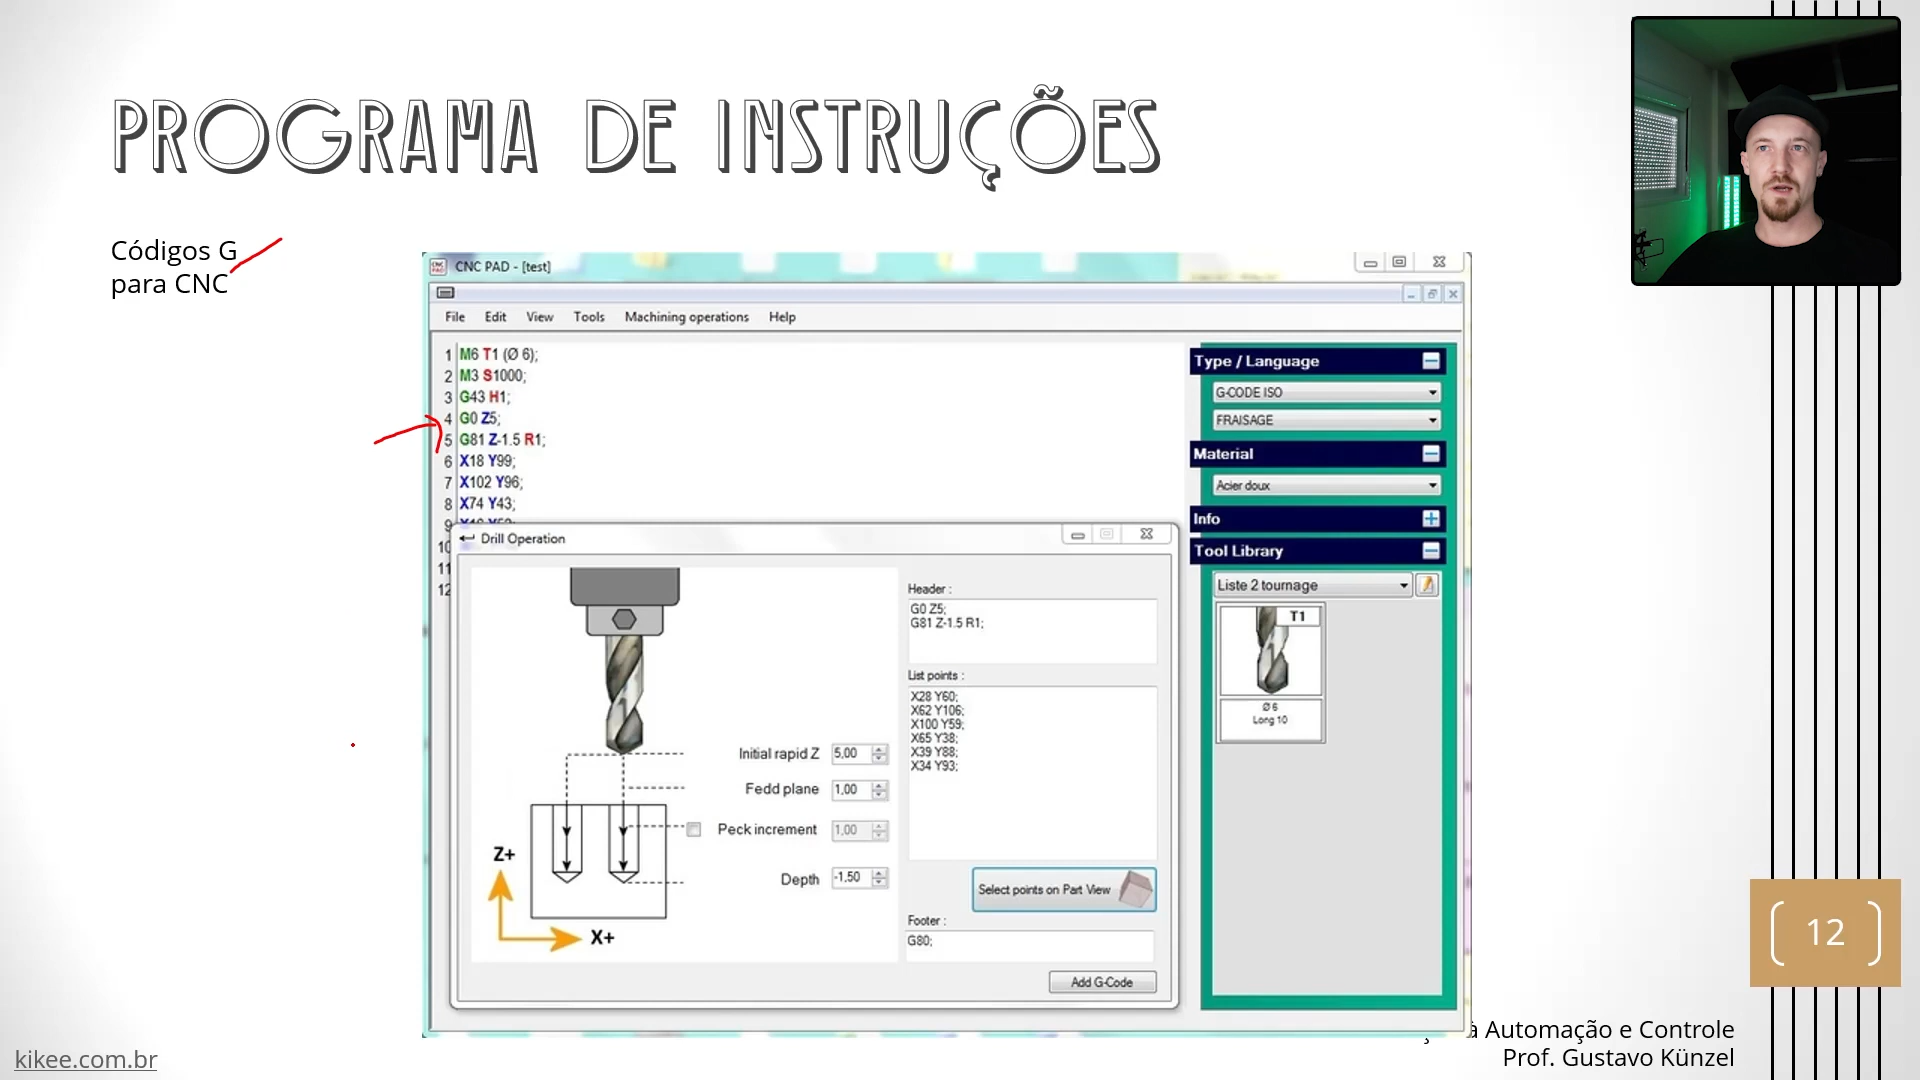 PROGRAMA DE INSTRUÇÕES
Códigos G
para CNC
CNC PAD - [test]
File Edit View Tools Machining operations Help
1 M6 T1 (Ø 6);
2 M3 S1000;
3 G43 H1;
4 G0 Z5;
5 G81 Z-1.5 R1;
6 X18 Y99;
7 X102 Y96;
8 X74 Y43;
9
10
11
12
Type / Language
G-CODE ISO
FRAISAGE
Material
Acier doux
Info
Tool Library
Liste 2 tournage
T1
Ø 6
Long 10
Drill Operation
Header :
G0 Z5;
G81 Z-1.5 R1;
List points :
X28 Y60;
X62 Y106;
X100 Y59;
X65 Y38;
X39 Y88;
X34 Y93;
Initial rapid Z 5,00
Fedd plane 1,00
Peck increment 1,00
Depth -1,50
Z+
X+
Select points on Part View
Footer :
G80;
Add G-Code
12
à Automação e Controle
Prof. Gustavo Künzel
kikee.com.br